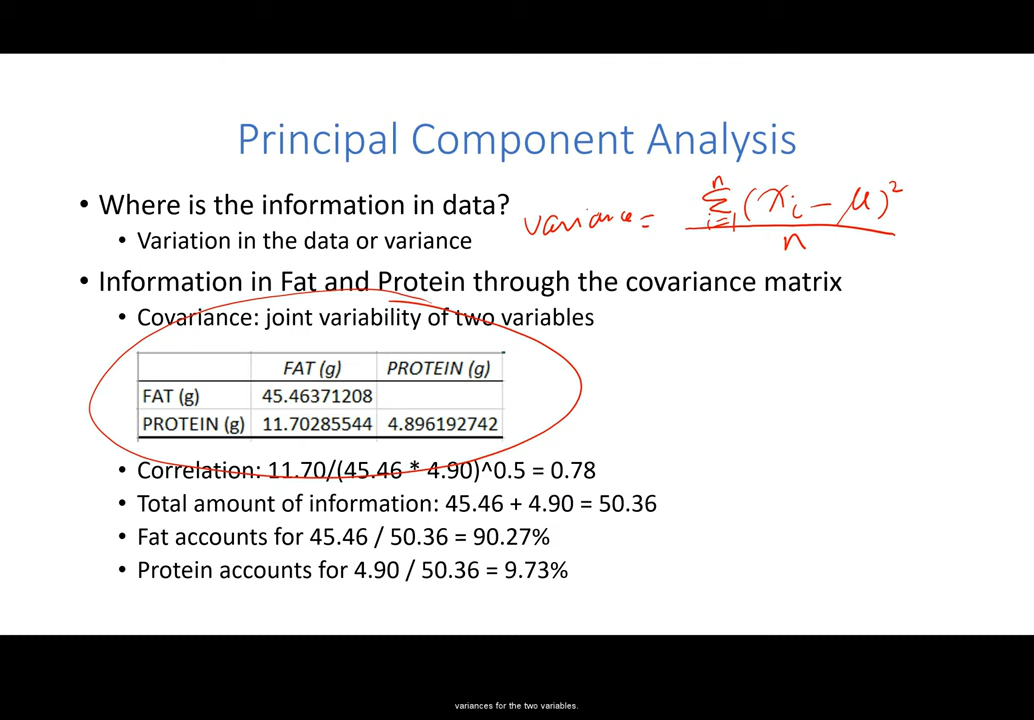 Principal Component Analysis
• Where is the information in data?
variance = \frac{\sum_{i=1}^{n} (x_i - μ)^2}{n}
• Variation in the data or variance
• Information in Fat and Protein through the covariance matrix
• Covariance: joint variability of two variables
FAT (g) PROTEIN (g)
FAT (g) 45.46371208
PROTEIN (g) 11.70285544 4.896192742
• Correlation: 11.70/(45.46 * 4.90)^0.5 = 0.78
• Total amount of information: 45.46 + 4.90 = 50.36
• Fat accounts for 45.46 / 50.36 = 90.27%
• Protein accounts for 4.90 / 50.36 = 9.73%
variances for the two variables.